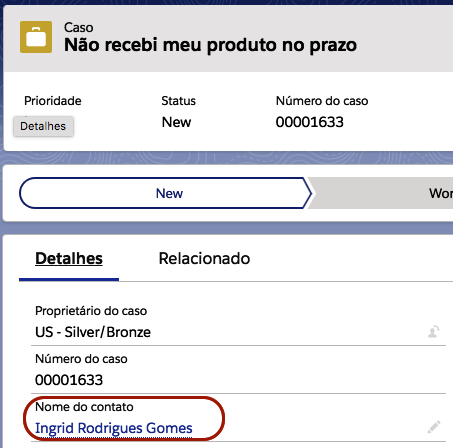 Caso
Não recebi meu produto no prazo
Prioridade Status Número do caso
Detalhes New 00001633
New Wor
Detalhes Relacionado
Proprietário do caso
US - Silver/Bronze
Número do caso
00001633
Nome do contato
Ingrid Rodrigues Gomes